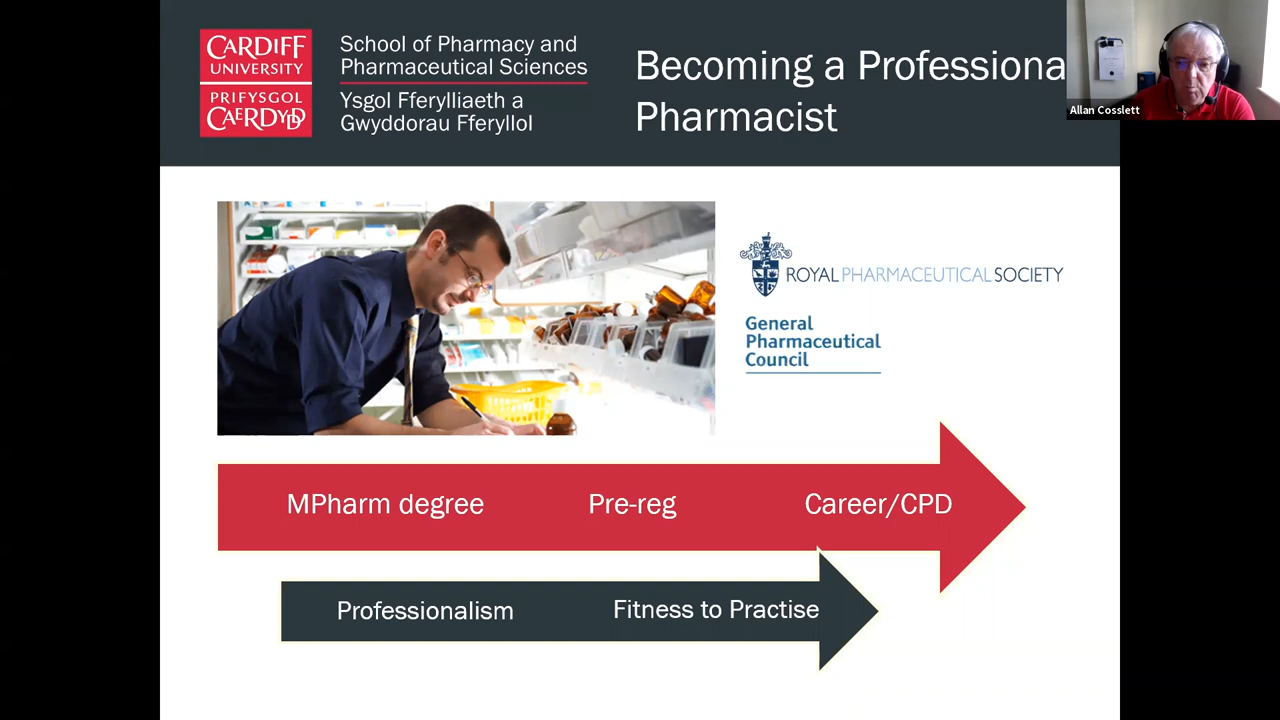 CARDIFF
UNIVERSITY
PRIFYSGOL
CAERDYDD
School of Pharmacy and
Pharmaceutical Sciences
Ysgol Fferylliaeth a
Gwyddorau Fferyllol
Becoming a Professiona
Pharmacist
Allan Cosslett
ROYAL PHARMACEUTICAL SOCIETY
General
Pharmaceutical
Council
MPharm degree
Pre-reg
Career/CPD
Professionalism
Fitness to Practise